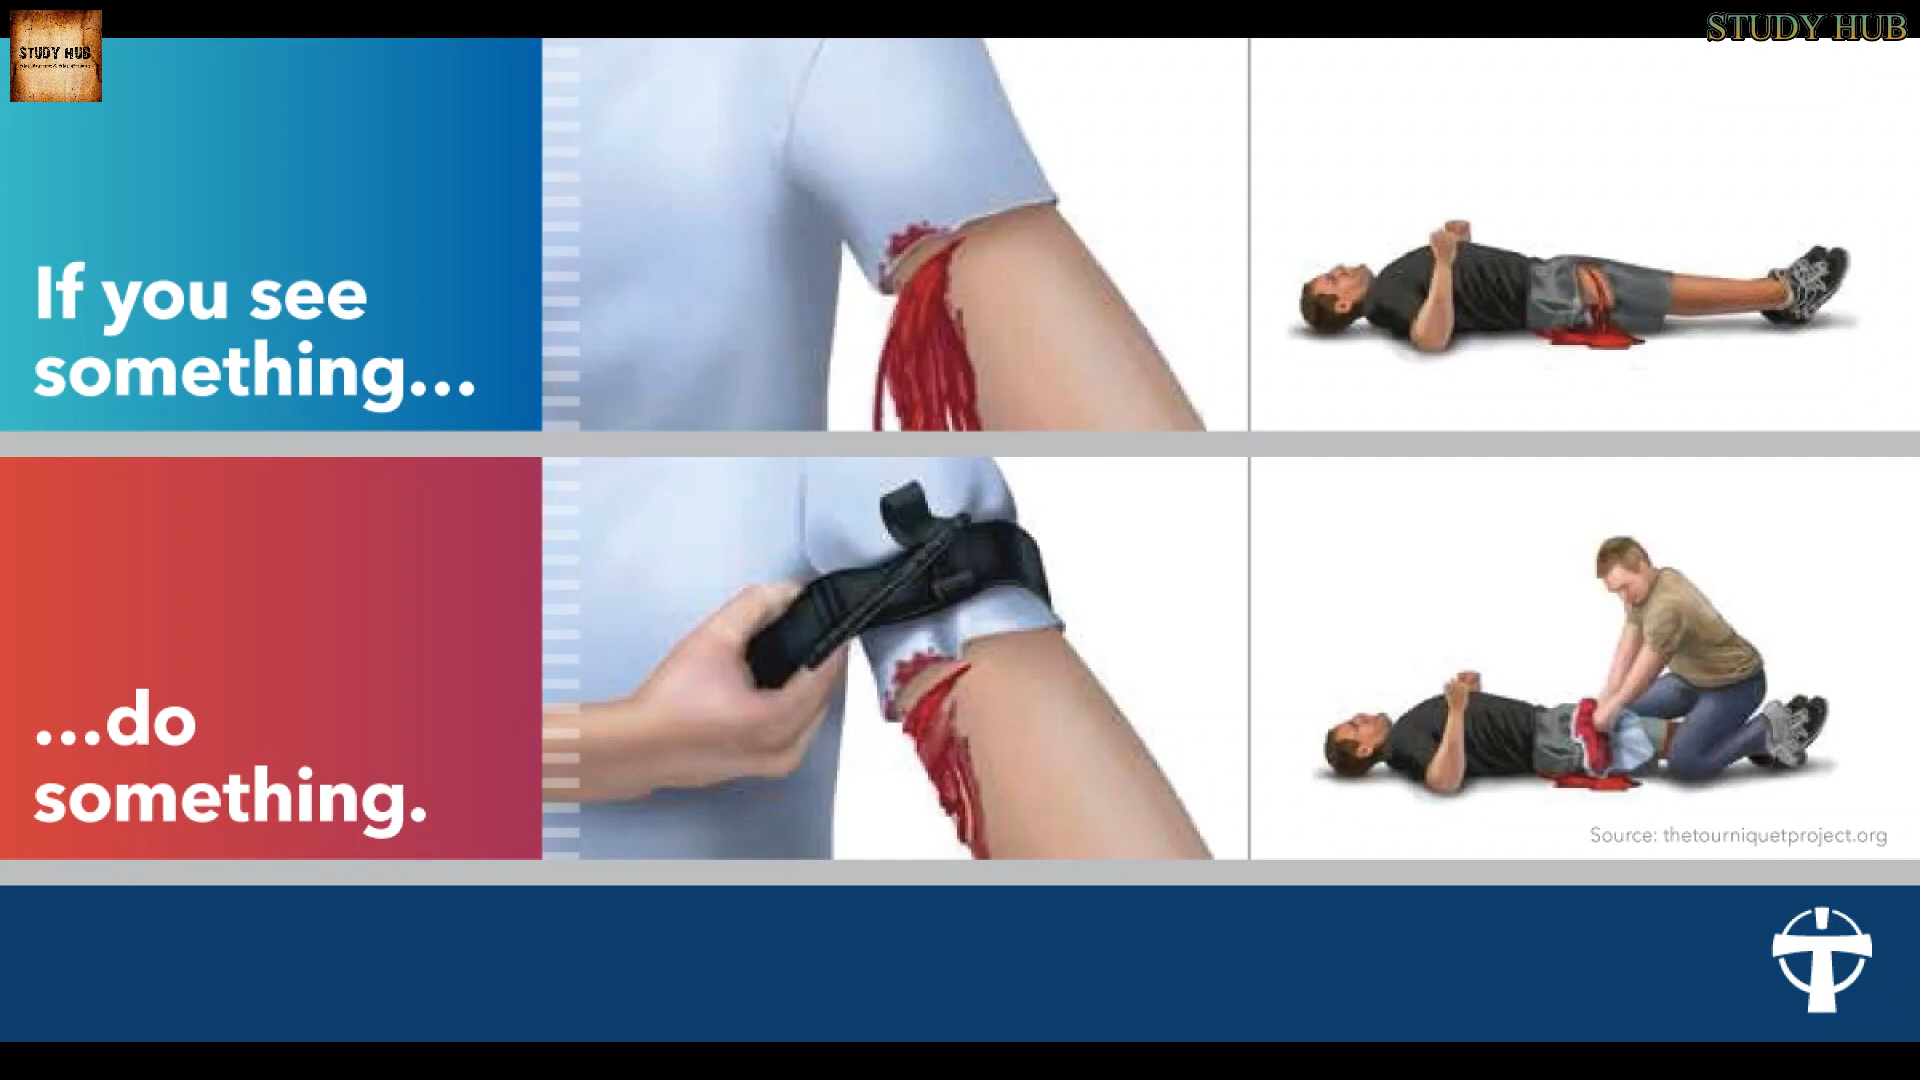 STUDY HUB
STUDY HUB
If you see
something...
...do
something.
Source: thetourniquetproject.org